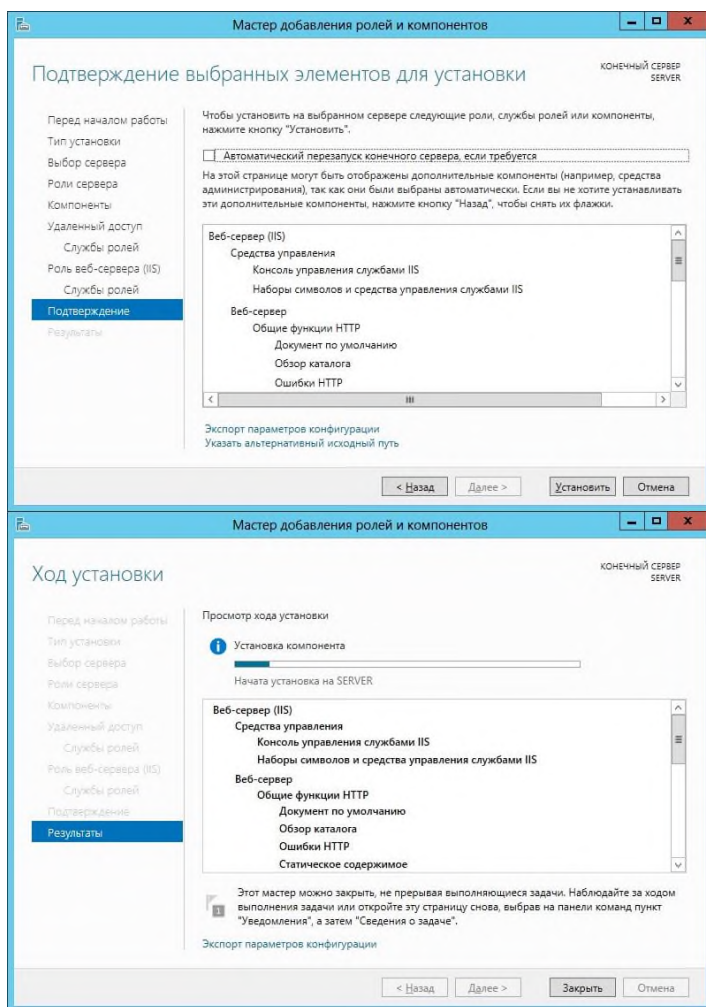 Мастер добавления ролей и компонентов
Подтверждение выбранных элементов для установки
КОНЕЧНЫЙ СЕРВЕР
SERVER
Перед началом работы
Тип установки
Выбор сервера
Роли сервера
Компоненты
Удаленный доступ
Службы ролей
Роль веб-сервера (IIS)
Службы ролей
Подтверждение
Результаты
Чтобы установить на выбранном сервере следующие роли, службы ролей или компоненты,
нажмите кнопку "Установить".
Автоматический перезапуск конечного сервера, если требуется
На этой странице могут быть отображены дополнительные компоненты (например, средства
администрирования), так как они были выбраны автоматически. Если вы не хотите устанавливать
эти дополнительные компоненты, нажмите кнопку "Назад", чтобы снять их флажки.
Веб-сервер (IIS)
Средства управления
Консоль управления службами IIS
Наборы символов и средства управления службами IIS
Веб-сервер
Общие функции HTTP
Документ по умолчанию
Обзор каталога
Ошибки HTTP
Экспорт параметров конфигурации
Указать альтернативный исходный путь
< Назад
Далее >
Установить
Отмена
Мастер добавления ролей и компонентов
Ход установки
КОНЕЧНЫЙ СЕРВЕР
SERVER
Перед началом работы
Тип установки
Выбор сервера
Роли сервера
Компоненты
Удаленный доступ
Службы ролей
Роль веб-сервера (IIS)
Службы ролей
Подтверждение
Результаты
Просмотр хода установки
Установка компонента
Начата установка на SERVER
Веб-сервер (IIS)
Средства управления
Консоль управления службами IIS
Наборы символов и средства управления службами IIS
Веб-сервер
Общие функции HTTP
Документ по умолчанию
Обзор каталога
Ошибки HTTP
Статическое содержимое
1
Этот мастер можно закрыть, не прерывая выполняющиеся задачи. Наблюдайте за ходом
выполнения задачи или откройте эту страницу снова, выбрав на панели команд пункт
"Уведомления", а затем "Сведения о задаче".
Экспорт параметров конфигурации
< Назад
Далее >
Закрыть
Отмена